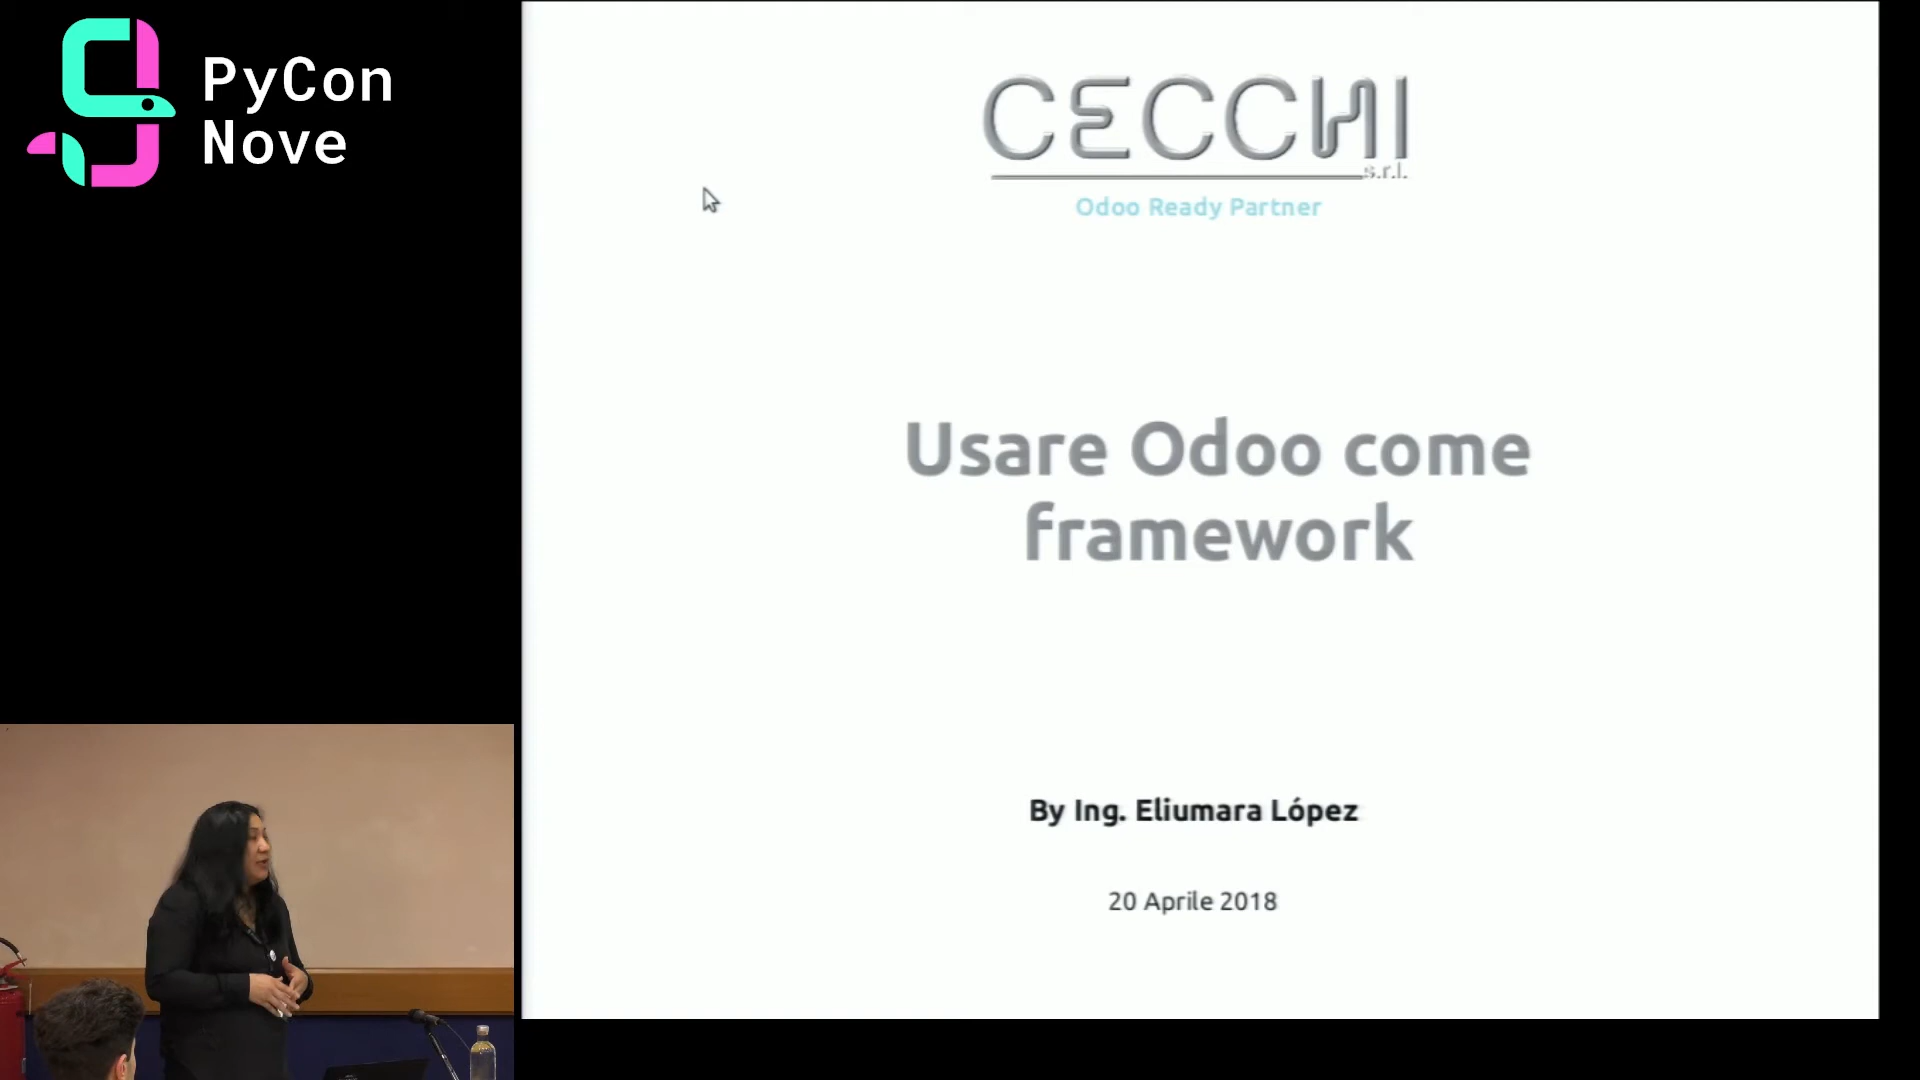 PyCon
Nove
CECCHI
s.r.l.
Odoo Ready Partner
Usare Odoo come
framework
By Ing. Eliumara López
20 Aprile 2018